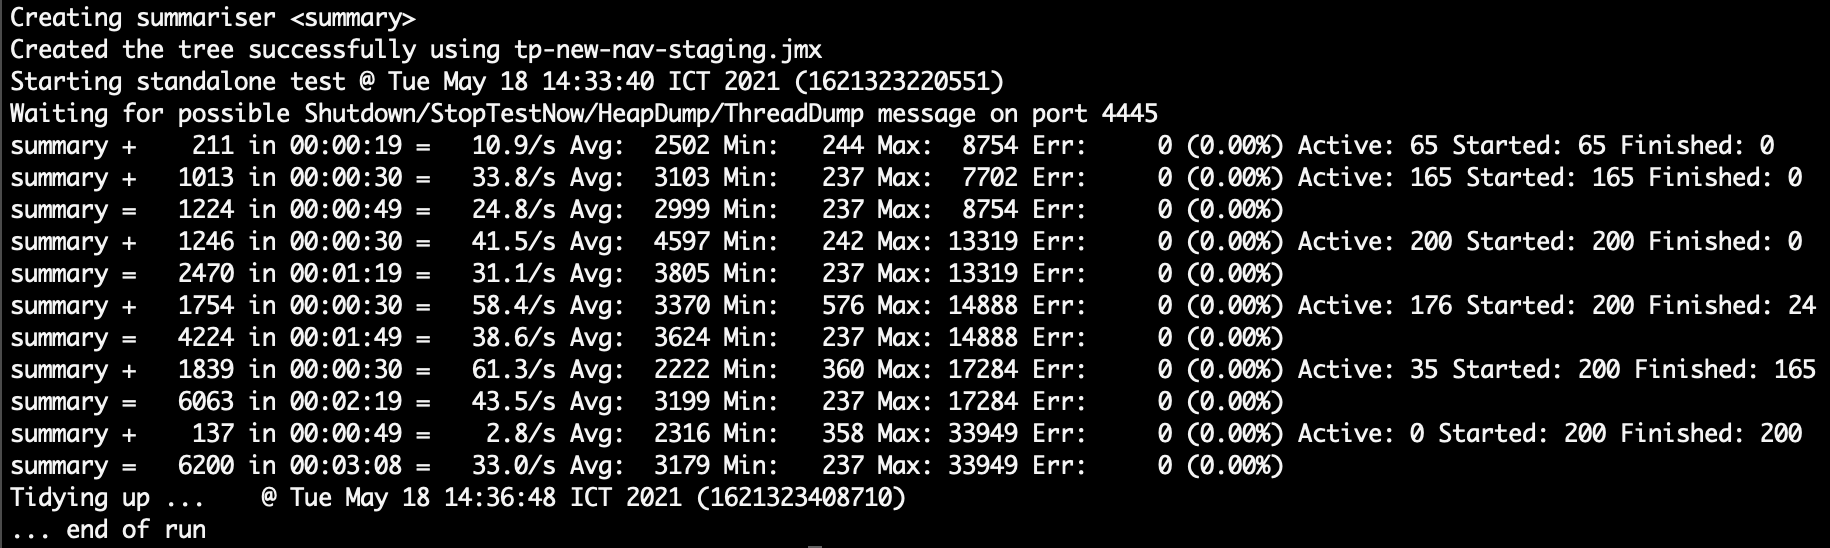 Creating summariser <summary>
Created the tree successfully using tp-new-nav-staging.jmx
Starting standalone test @ Tue May 18 14:33:40 ICT 2021 (1621323220551)
Waiting for possible Shutdown/StopTestNow/HeapDump/ThreadDump message on port 4445
summary +    211 in 00:00:19 =   10.9/s Avg:  2502 Min:   244 Max:  8754 Err:     0 (0.00%) Active: 65 Started: 65 Finished: 0
summary +   1013 in 00:00:30 =   33.8/s Avg:  3103 Min:   237 Max:  7702 Err:     0 (0.00%) Active: 165 Started: 165 Finished: 0
summary =   1224 in 00:00:49 =   24.8/s Avg:  2999 Min:   237 Max:  8754 Err:     0 (0.00%)
summary +   1246 in 00:00:30 =   41.5/s Avg:  4597 Min:   242 Max: 13319 Err:     0 (0.00%) Active: 200 Started: 200 Finished: 0
summary =   2470 in 00:01:19 =   31.1/s Avg:  3805 Min:   237 Max: 13319 Err:     0 (0.00%)
summary +   1754 in 00:00:30 =   58.4/s Avg:  3370 Min:   576 Max: 14888 Err:     0 (0.00%) Active: 176 Started: 200 Finished: 24
summary =   4224 in 00:01:49 =   38.6/s Avg:  3624 Min:   237 Max: 14888 Err:     0 (0.00%)
summary +   1839 in 00:00:30 =   61.3/s Avg:  2222 Min:   360 Max: 17284 Err:     0 (0.00%) Active: 35 Started: 200 Finished: 165
summary =   6063 in 00:02:19 =   43.5/s Avg:  3199 Min:   237 Max: 17284 Err:     0 (0.00%)
summary +    137 in 00:00:49 =    2.8/s Avg:  2316 Min:   358 Max: 33949 Err:     0 (0.00%) Active: 0 Started: 200 Finished: 200
summary =   6200 in 00:03:08 =   33.0/s Avg:  3179 Min:   237 Max: 33949 Err:     0 (0.00%)
Tidying up ...    @ Tue May 18 14:36:48 ICT 2021 (1621323408710)
... end of run